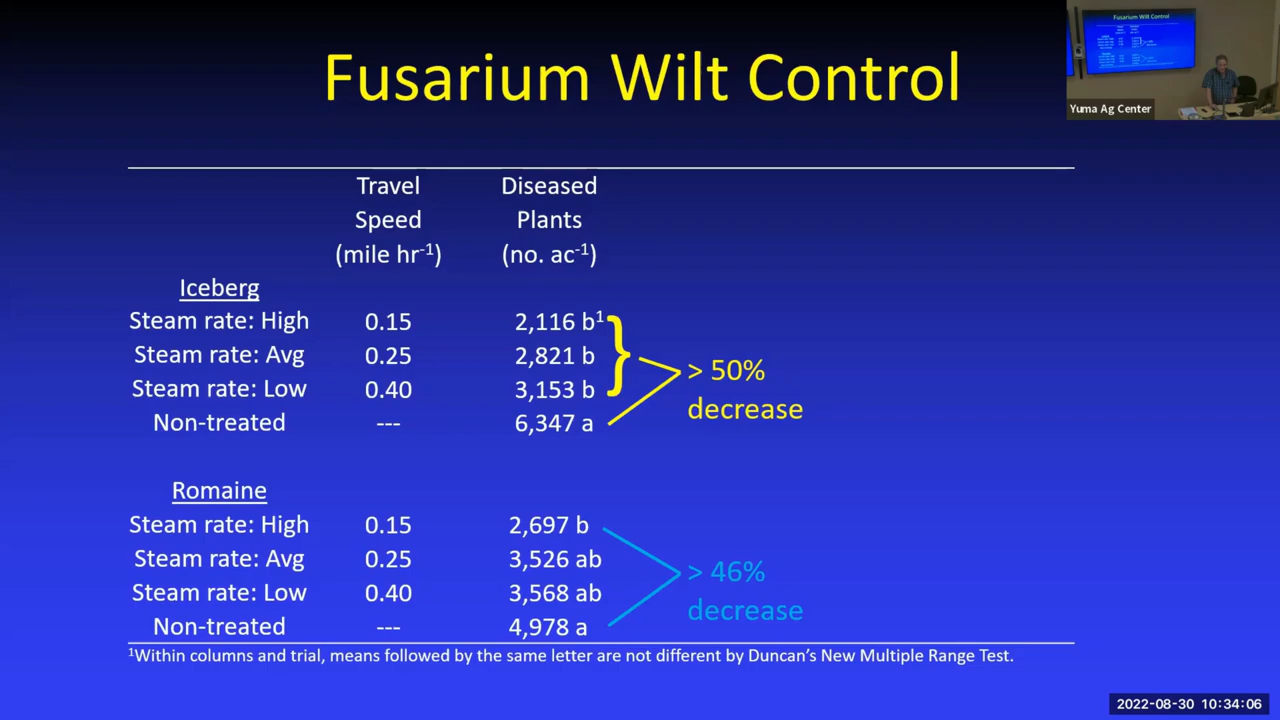 Fusarium Wilt Control
Fusarium Wilt Control
Yuma Ag Center
Travel Diseased
Speed Plants
(mile hr-1) (no. ac-1)
Iceberg
Steam rate: High 0.15 2,116 b1
Steam rate: Avg 0.25 2,821 b
Steam rate: Low 0.40 3,153 b
Non-treated --- 6,347 a
> 50%
decrease
Romaine
Steam rate: High 0.15 2,697 b
Steam rate: Avg 0.25 3,526 ab
Steam rate: Low 0.40 3,568 ab
Non-treated --- 4,978 a
> 46%
decrease
1Within columns and trial, means followed by the same letter are not different by Duncan's New Multiple Range Test.
2022-08-30 10:34:06